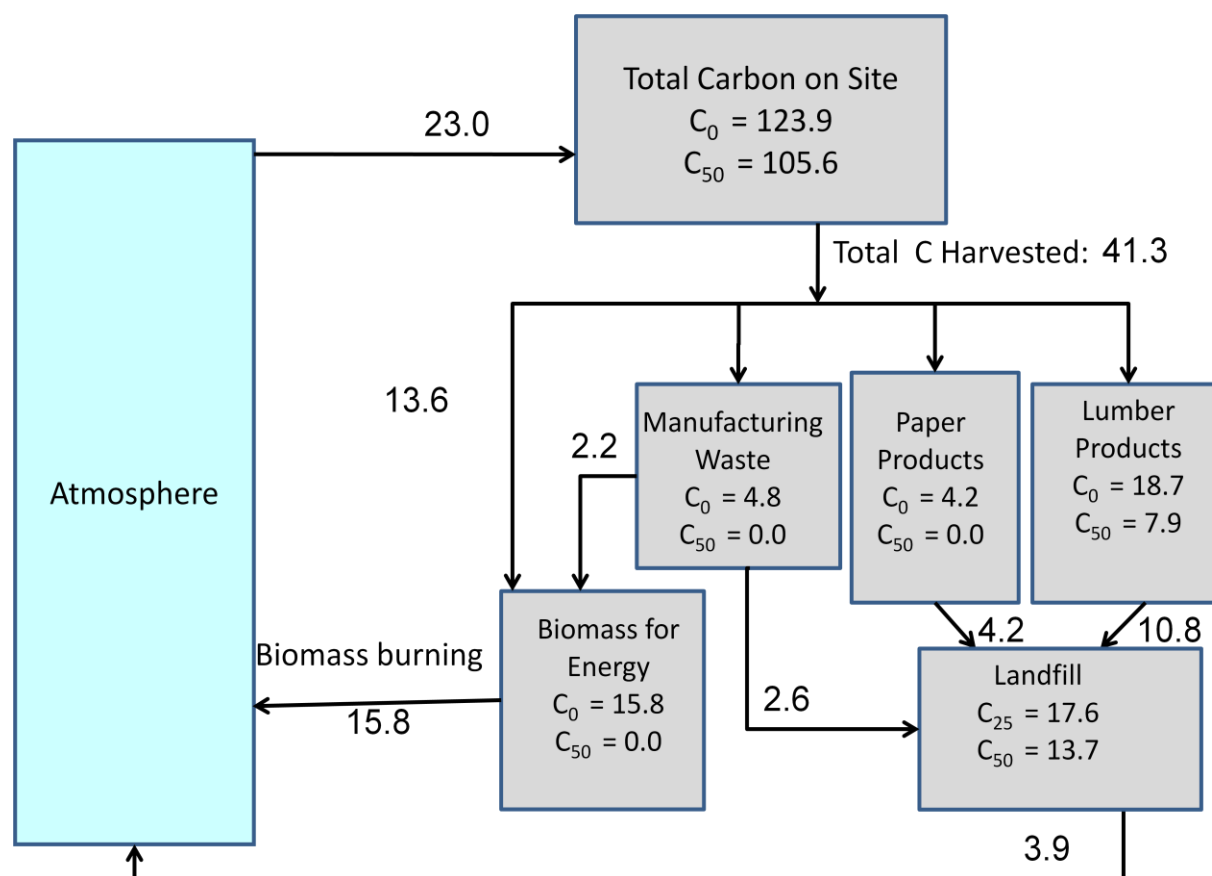 Total Carbon on Site
C₀ = 123.9
C₅₀ = 105.6
23.0
Total C Harvested: 41.3
Atmosphere
13.6
2.2
Manufacturing
Waste
C₀ = 4.8
C₅₀ = 0.0
Paper
Products
C₀ = 4.2
C₅₀ = 0.0
Lumber
Products
C₀ = 18.7
C₅₀ = 7.9
Biomass burning
15.8
Biomass for
Energy
C₀ = 15.8
C₅₀ = 0.0
2.6
4.2
10.8
Landfill
C₂₅ = 17.6
C₅₀ = 13.7
3.9